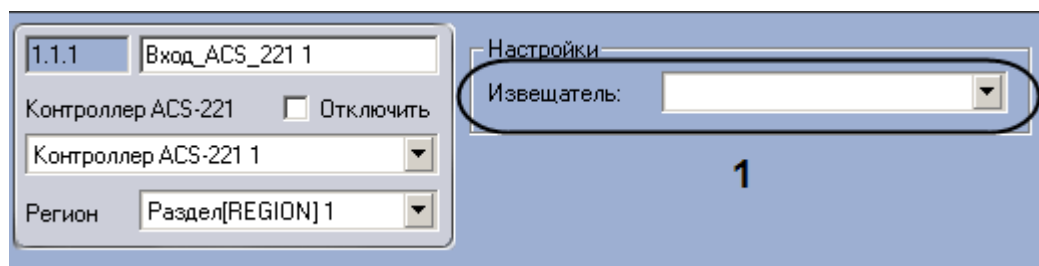 1.1.1 Вход_ACS_221 1
Контроллер ACS-221 Отключить
Контроллер ACS-221 1
Регион Раздел[REGION] 1
Настройки
Извещатель:
1